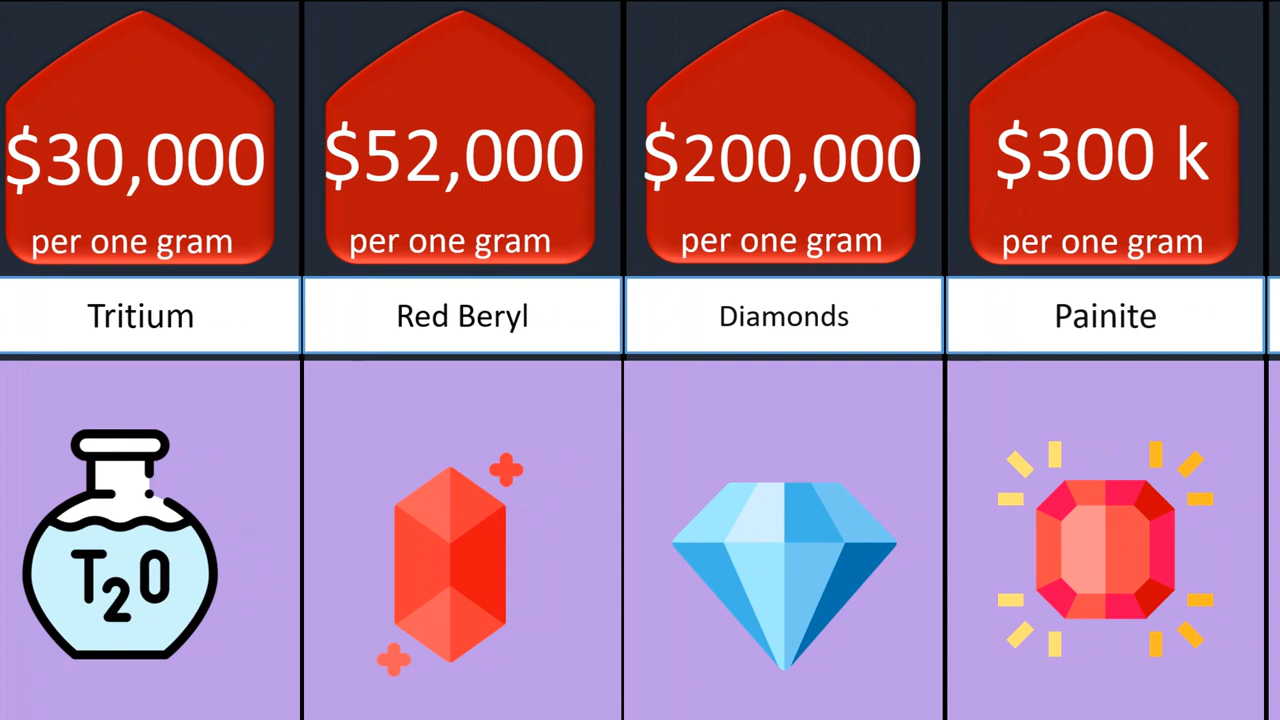 $30,000
per one gram
Tritium
T2O
$52,000
per one gram
Red Beryl
$200,000
per one gram
Diamonds
$300 k
per one gram
Painite